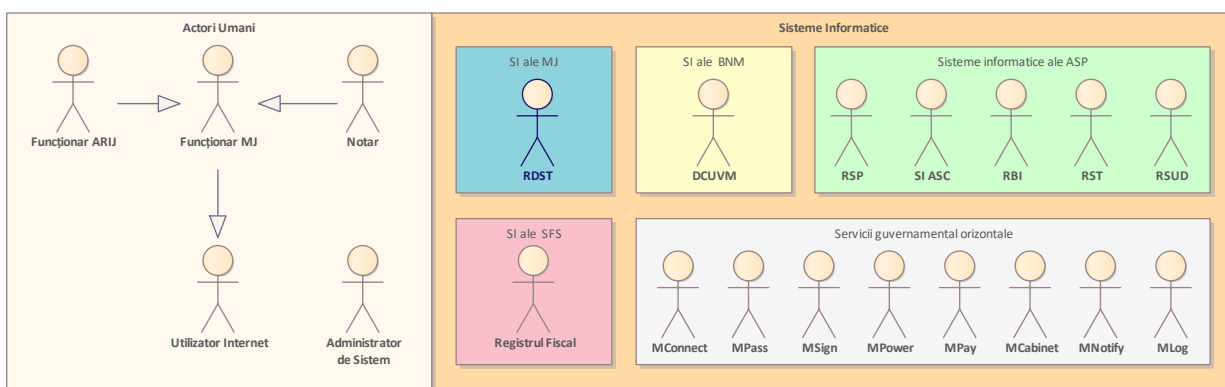 Actori Umani
Funcționar ARIJ
Funcționar MJ
Notar
Utilizator Internet
Administrator
de Sistem
Sisteme Informatice
SI ale MJ
RDST
SI ale BNM
DCUVM
Sisteme informatice ale ASP
RSP
SI ASC
RBI
RST
RSUD
SI ale SFS
Registrul Fiscal
Servicii guvernamental orizontale
MConnect
MPass
MSign
MPower
MPay
MCabinet
MNotify
MLog